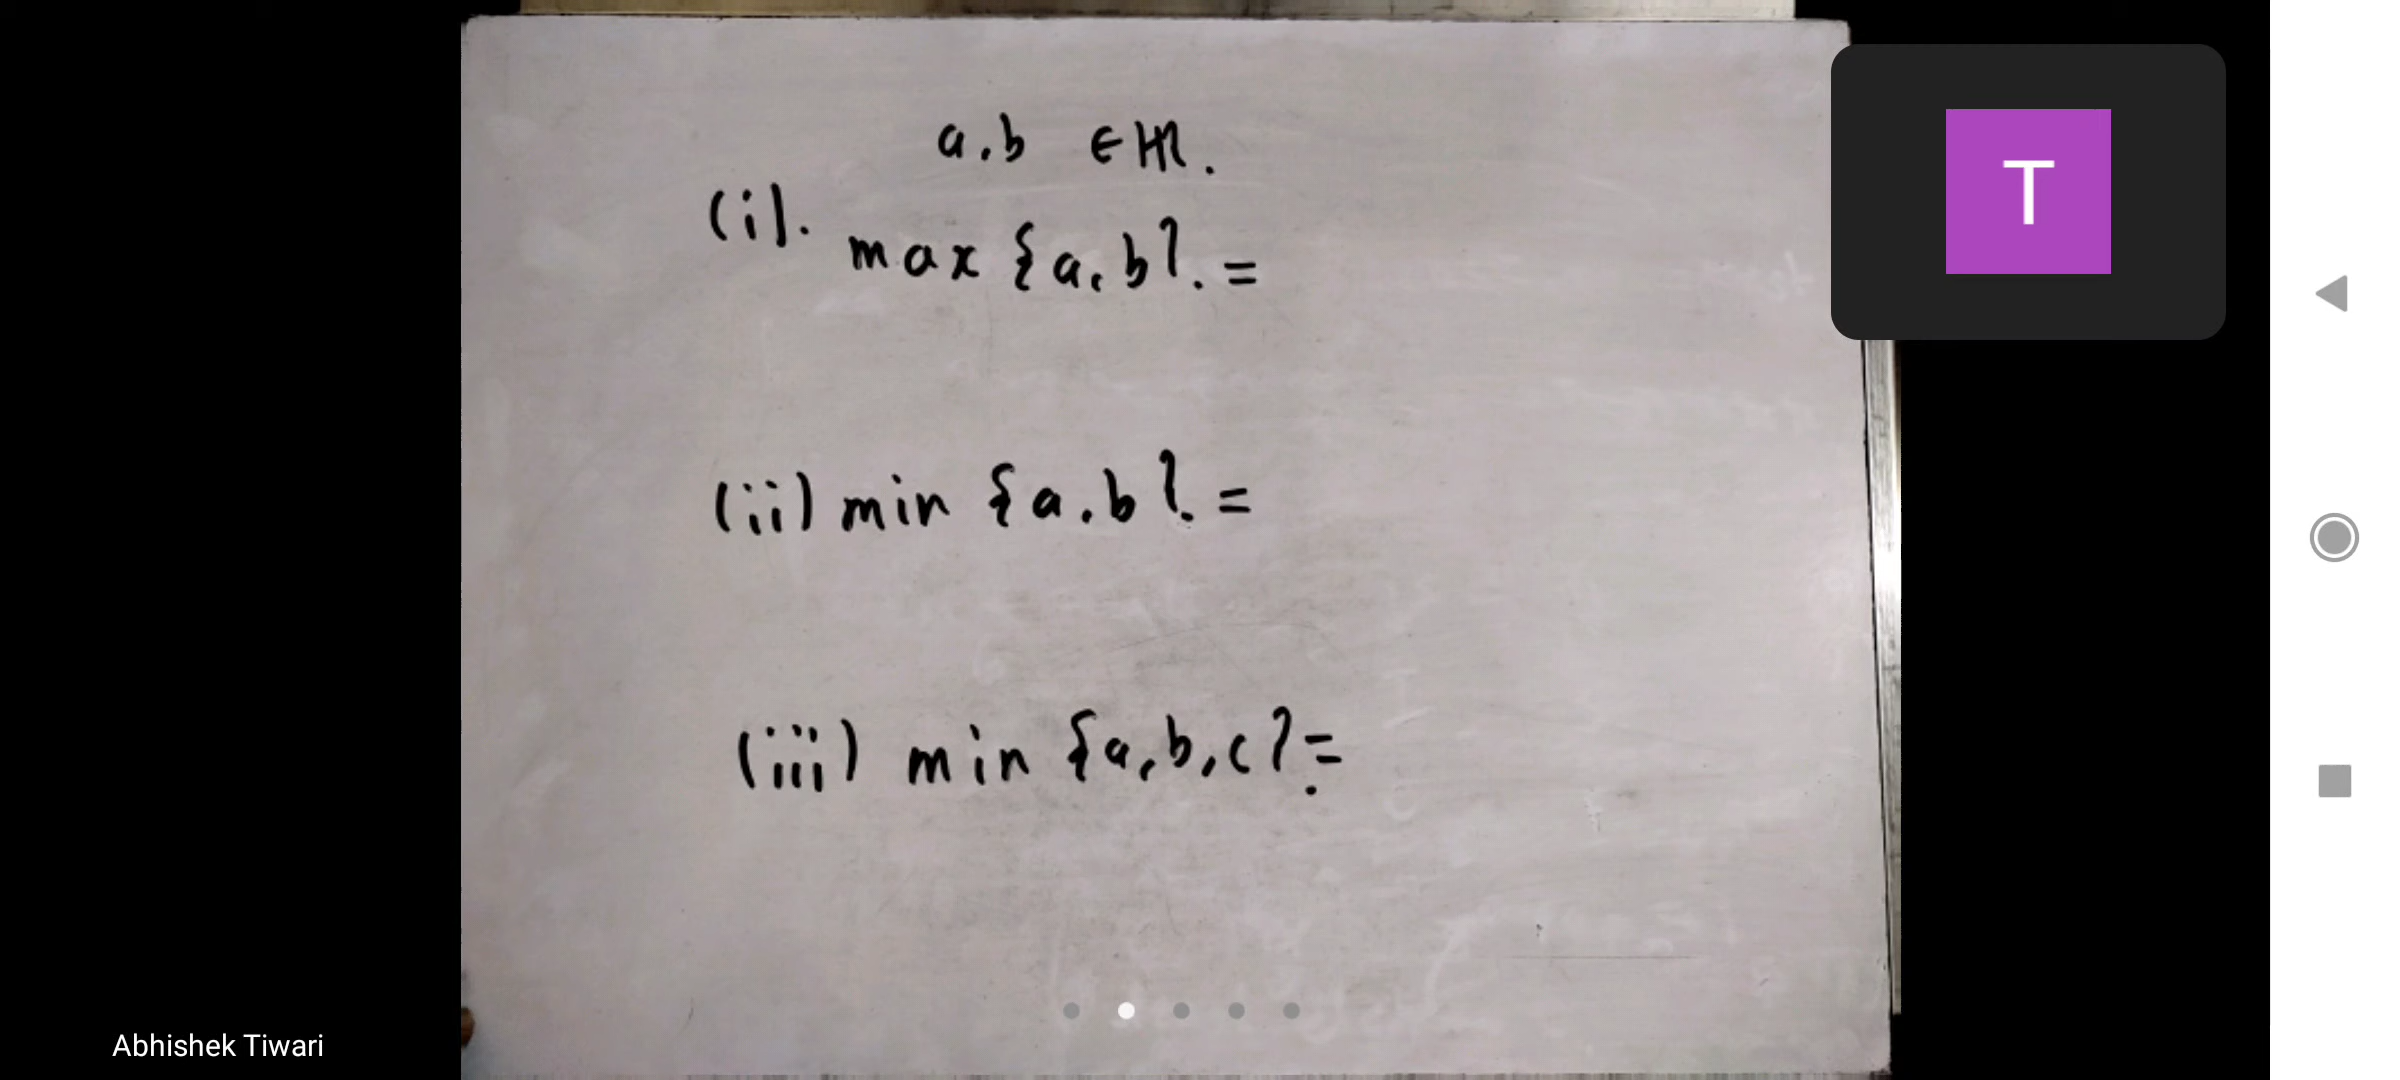 a,b ∈ ℝ.
(i). max {a,b}. =
(ii) min {a,b}. =
(iii) min {a,b,c}. =
T
Abhishek Tiwari